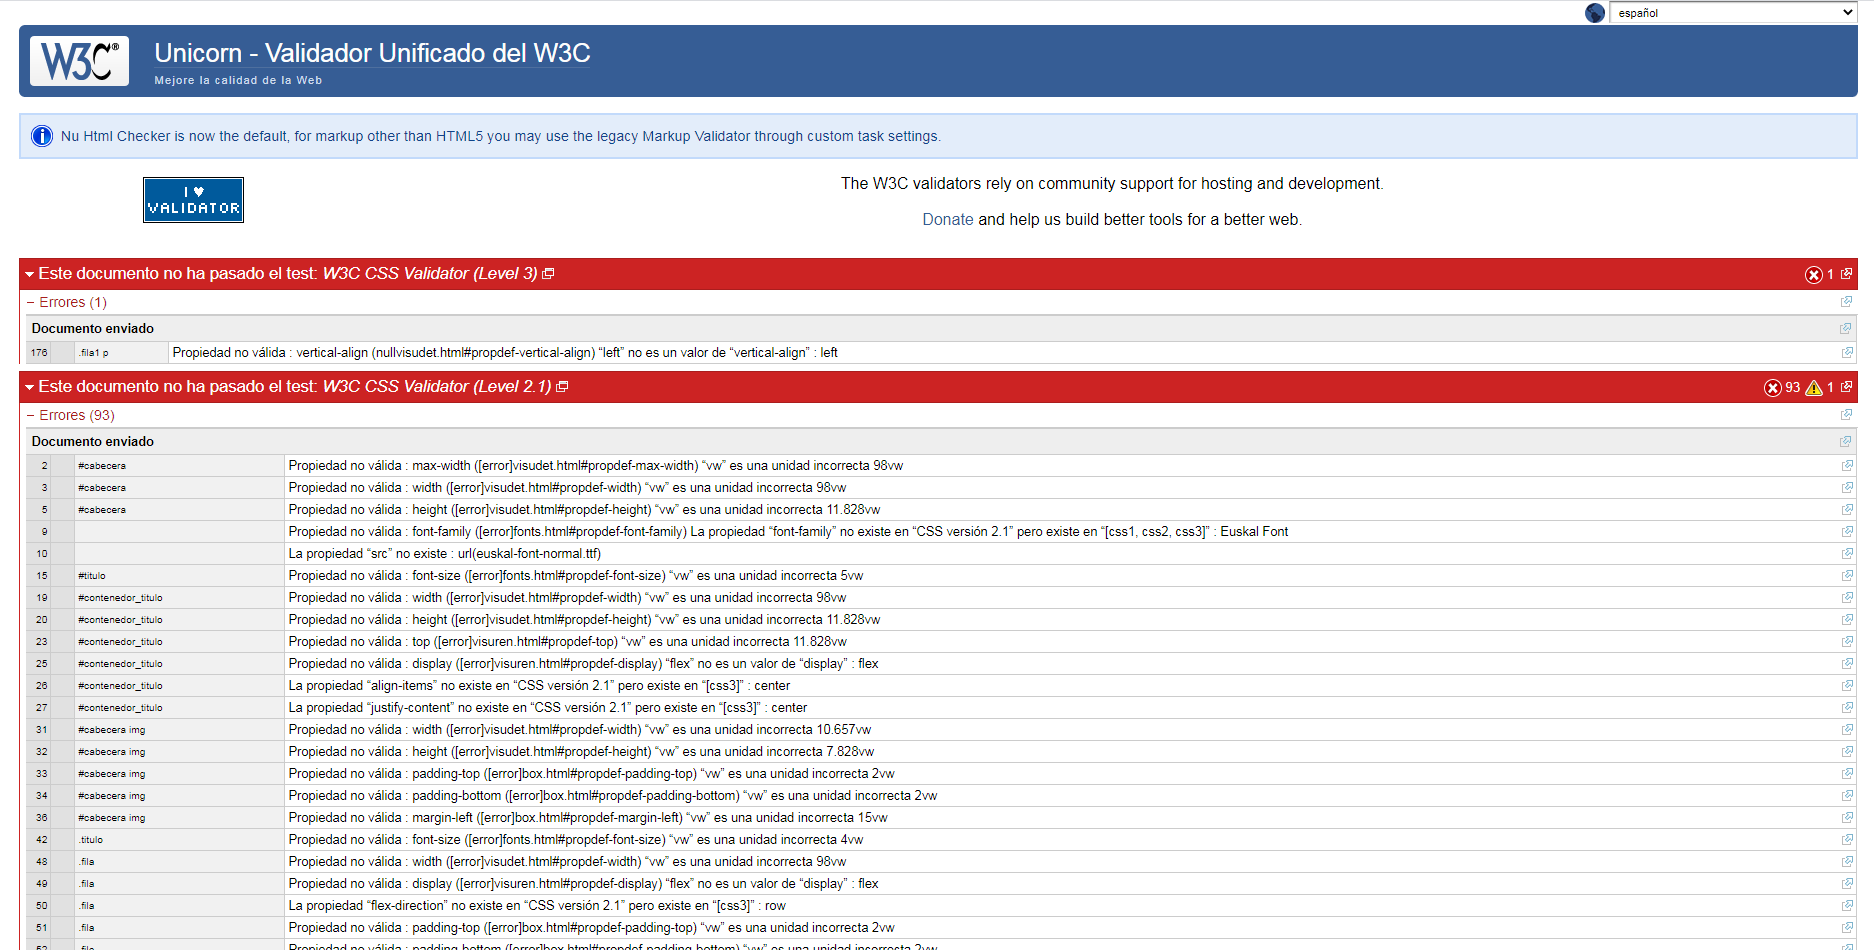 español
W3C®
Unicorn - Validador Unificado del W3C
Mejore la calidad de la Web
Nu Html Checker is now the default, for markup other than HTML5 you may use the legacy Markup Validator through custom task settings.
I ♥
VALIDATOR
The W3C validators rely on community support for hosting and development.
Donate and help us build better tools for a better web.
Este documento no ha pasado el test: W3C CSS Validator (Level 3) 1
− Errores (1)
Documento enviado
176 .fila1 p Propiedad no válida : vertical-align (nullvisudet.html#propdef-vertical-align) “left” no es un valor de “vertical-align” : left
Este documento no ha pasado el test: W3C CSS Validator (Level 2.1) 93 1
− Errores (93)
Documento enviado
2 #cabecera Propiedad no válida : max-width ([error]visudet.html#propdef-max-width) “vw” es una unidad incorrecta 98vw
3 #cabecera Propiedad no válida : width ([error]visudet.html#propdef-width) “vw” es una unidad incorrecta 98vw
5 #cabecera Propiedad no válida : height ([error]visudet.html#propdef-height) “vw” es una unidad incorrecta 11.828vw
9 Propiedad no válida : font-family ([error]fonts.html#propdef-font-family) La propiedad “font-family” no existe en “CSS versión 2.1” pero existe en “[css1, css2, css3]” : Euskal Font
10 La propiedad “src” no existe : url(euskal-font-normal.ttf)
15 #titulo Propiedad no válida : font-size ([error]fonts.html#propdef-font-size) “vw” es una unidad incorrecta 5vw
19 #contenedor_titulo Propiedad no válida : width ([error]visudet.html#propdef-width) “vw” es una unidad incorrecta 98vw
20 #contenedor_titulo Propiedad no válida : height ([error]visudet.html#propdef-height) “vw” es una unidad incorrecta 11.828vw
23 #contenedor_titulo Propiedad no válida : top ([error]visuren.html#propdef-top) “vw” es una unidad incorrecta 11.828vw
25 #contenedor_titulo Propiedad no válida : display ([error]visuren.html#propdef-display) “flex” no es un valor de “display” : flex
26 #contenedor_titulo La propiedad “align-items” no existe en “CSS versión 2.1” pero existe en “[css3]” : center
27 #contenedor_titulo La propiedad “justify-content” no existe en “CSS versión 2.1” pero existe en “[css3]” : center
31 #cabecera img Propiedad no válida : width ([error]visudet.html#propdef-width) “vw” es una unidad incorrecta 10.657vw
32 #cabecera img Propiedad no válida : height ([error]visudet.html#propdef-height) “vw” es una unidad incorrecta 7.828vw
33 #cabecera img Propiedad no válida : padding-top ([error]box.html#propdef-padding-top) “vw” es una unidad incorrecta 2vw
34 #cabecera img Propiedad no válida : padding-bottom ([error]box.html#propdef-padding-bottom) “vw” es una unidad incorrecta 2vw
36 #cabecera img Propiedad no válida : margin-left ([error]box.html#propdef-margin-left) “vw” es una unidad incorrecta 15vw
42 .titulo Propiedad no válida : font-size ([error]fonts.html#propdef-font-size) “vw” es una unidad incorrecta 4vw
48 .fila Propiedad no válida : width ([error]visudet.html#propdef-width) “vw” es una unidad incorrecta 98vw
49 .fila Propiedad no válida : display ([error]visuren.html#propdef-display) “flex” no es un valor de “display” : flex
50 .fila La propiedad “flex-direction” no existe en “CSS versión 2.1” pero existe en “[css3]” : row
51 .fila Propiedad no válida : padding-top ([error]box.html#propdef-padding-top) “vw” es una unidad incorrecta 2vw
52 .fila Propiedad no válida : padding-bottom ([error]box.html#propdef-padding-bottom) “vw” es una unidad incorrecta 2vw